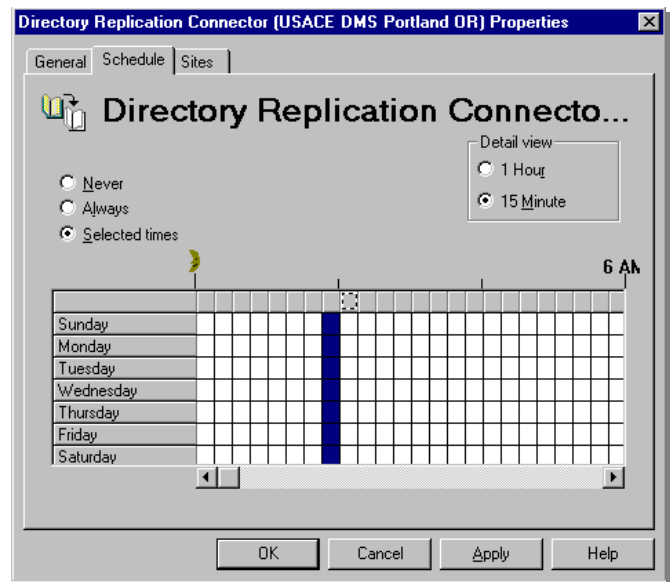 Directory Replication Connector (USACE DMS Portland OR) Properties
General Schedule Sites
Directory Replication Connecto...
Detail view
1 Hour
15 Minute
Never
Always
Selected times
6 AM
Sunday
Monday
Tuesday
Wednesday
Thursday
Friday
Saturday
OK Cancel Apply Help